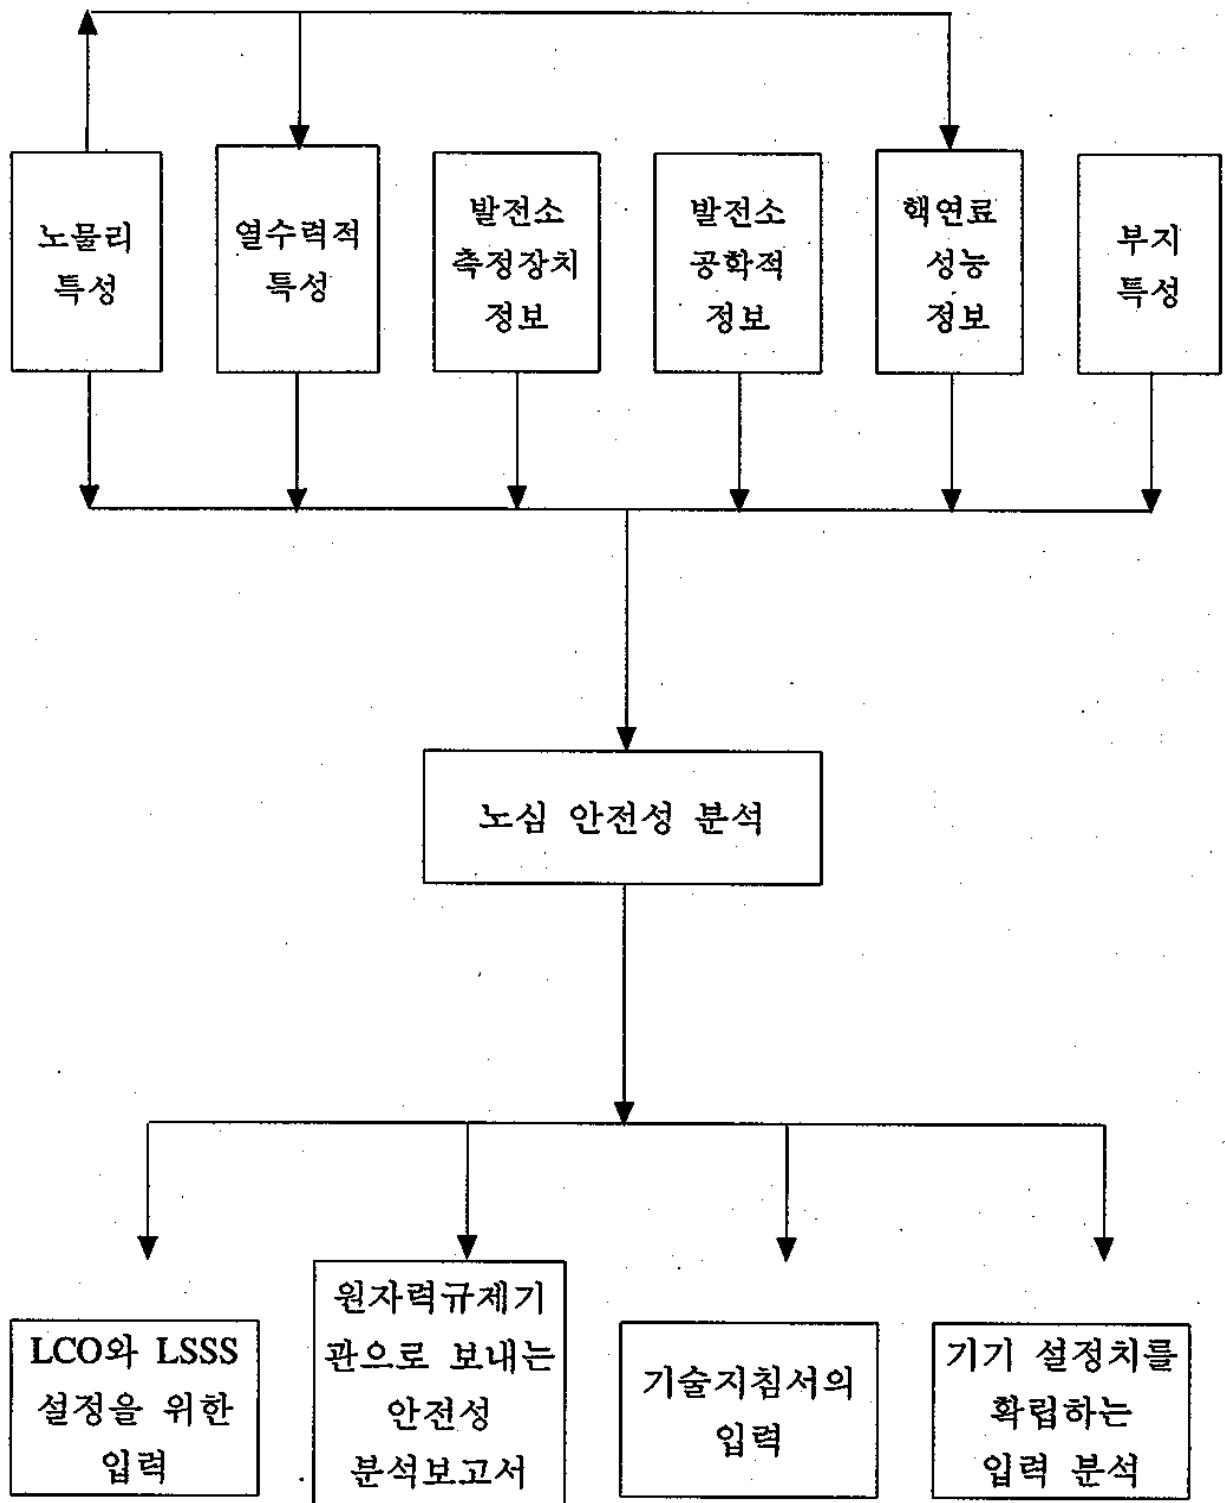 노물리
특성
열수력적
특성
발전소
측정장치
정보
발전소
공학적
정보
핵연료
성능
정보
부지
특성
노심 안전성 분석
LCO와 LSSS
설정을 위한
입력
원자력규제기
관으로 보내는
안전성
분석보고서
기술지침서의
입력
기기 설정치를
확립하는
입력 분석